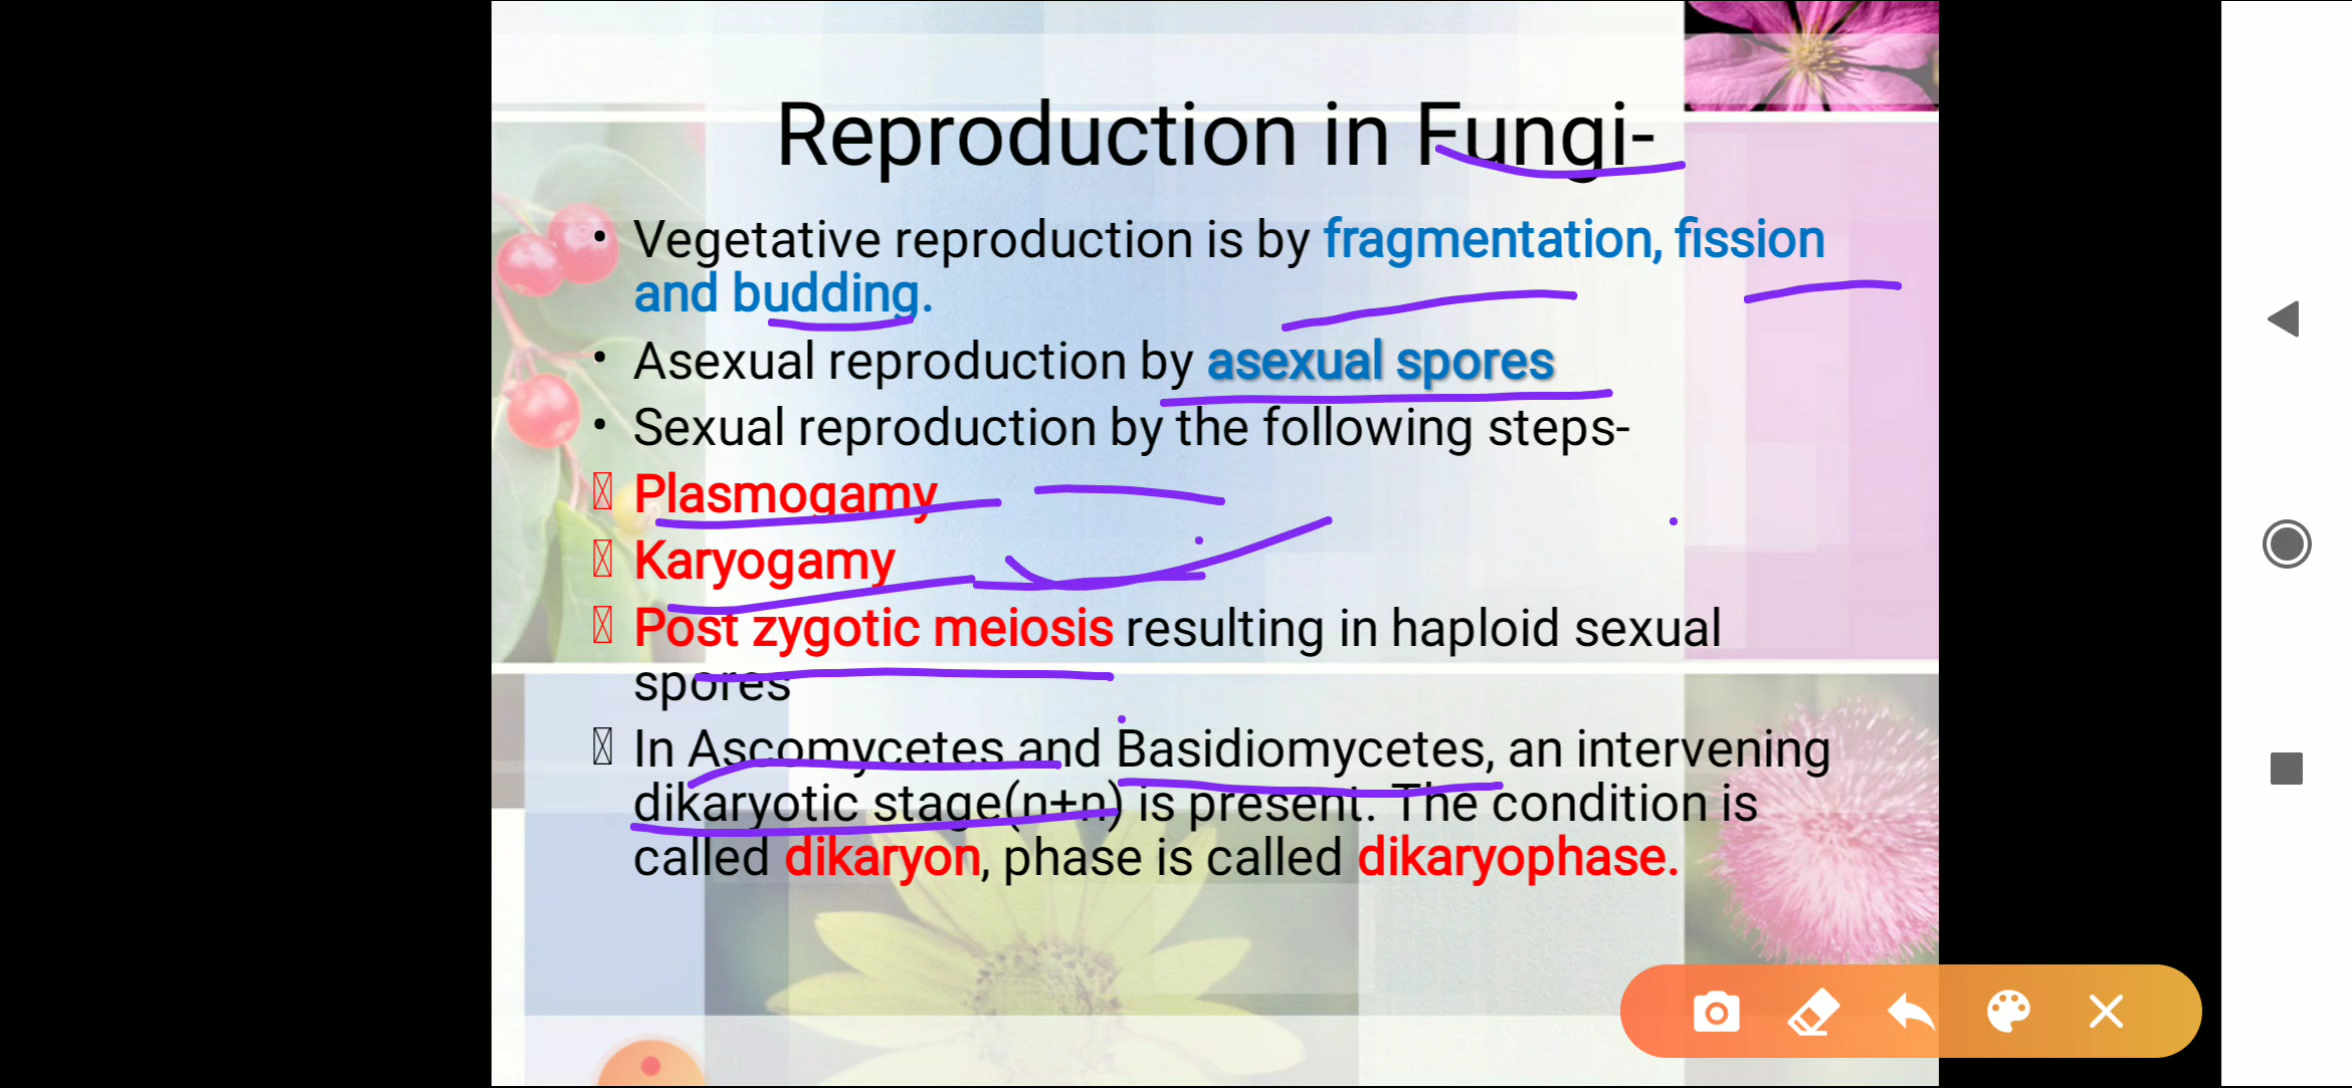 Reproduction in Fungi-
• Vegetative reproduction is by fragmentation, fission
and budding.
• Asexual reproduction by asexual spores
• Sexual reproduction by the following steps-
Plasmogamy
Karyogamy
Post zygotic meiosis resulting in haploid sexual
spores
In Ascomycetes and Basidiomycetes, an intervening
dikaryotic stage(n+n) is present. The condition is
called dikaryon, phase is called dikaryophase.